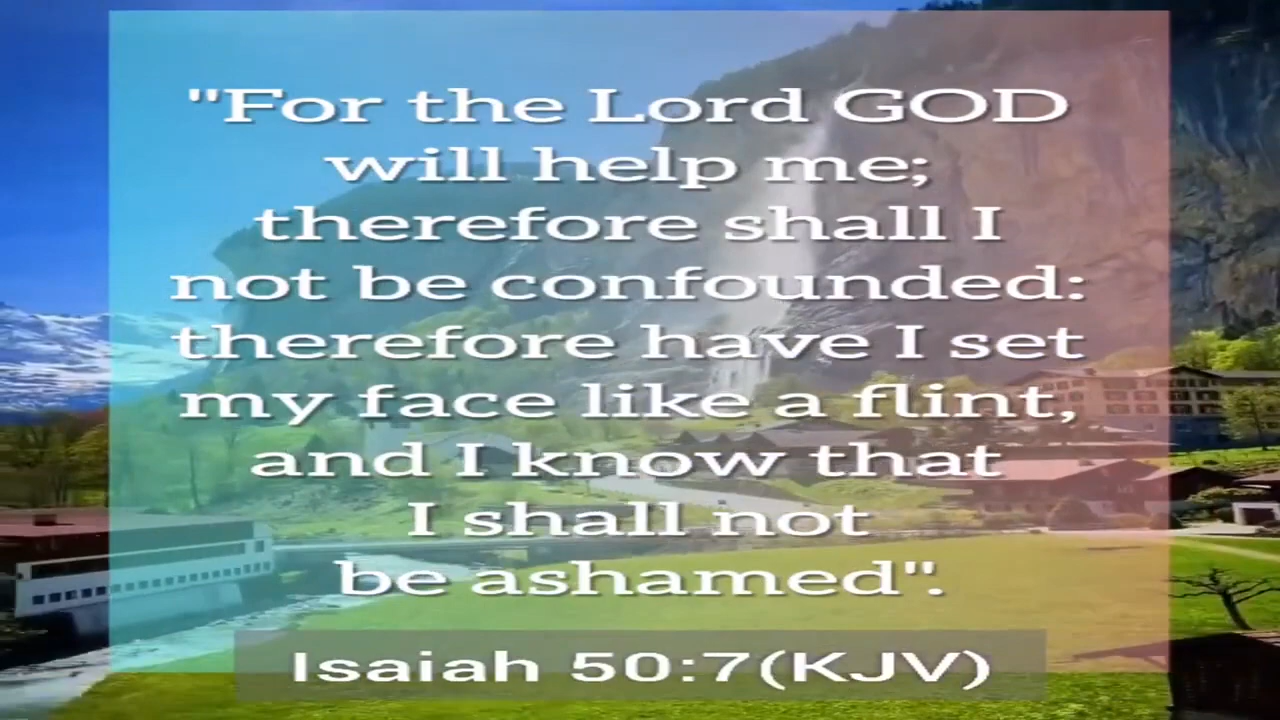 "For the Lord GOD
will help me;
therefore shall I
not be confounded:
therefore have I set
my face like a flint,
and I know that
I shall not
be ashamed".
Isaiah 50:7(KJV)